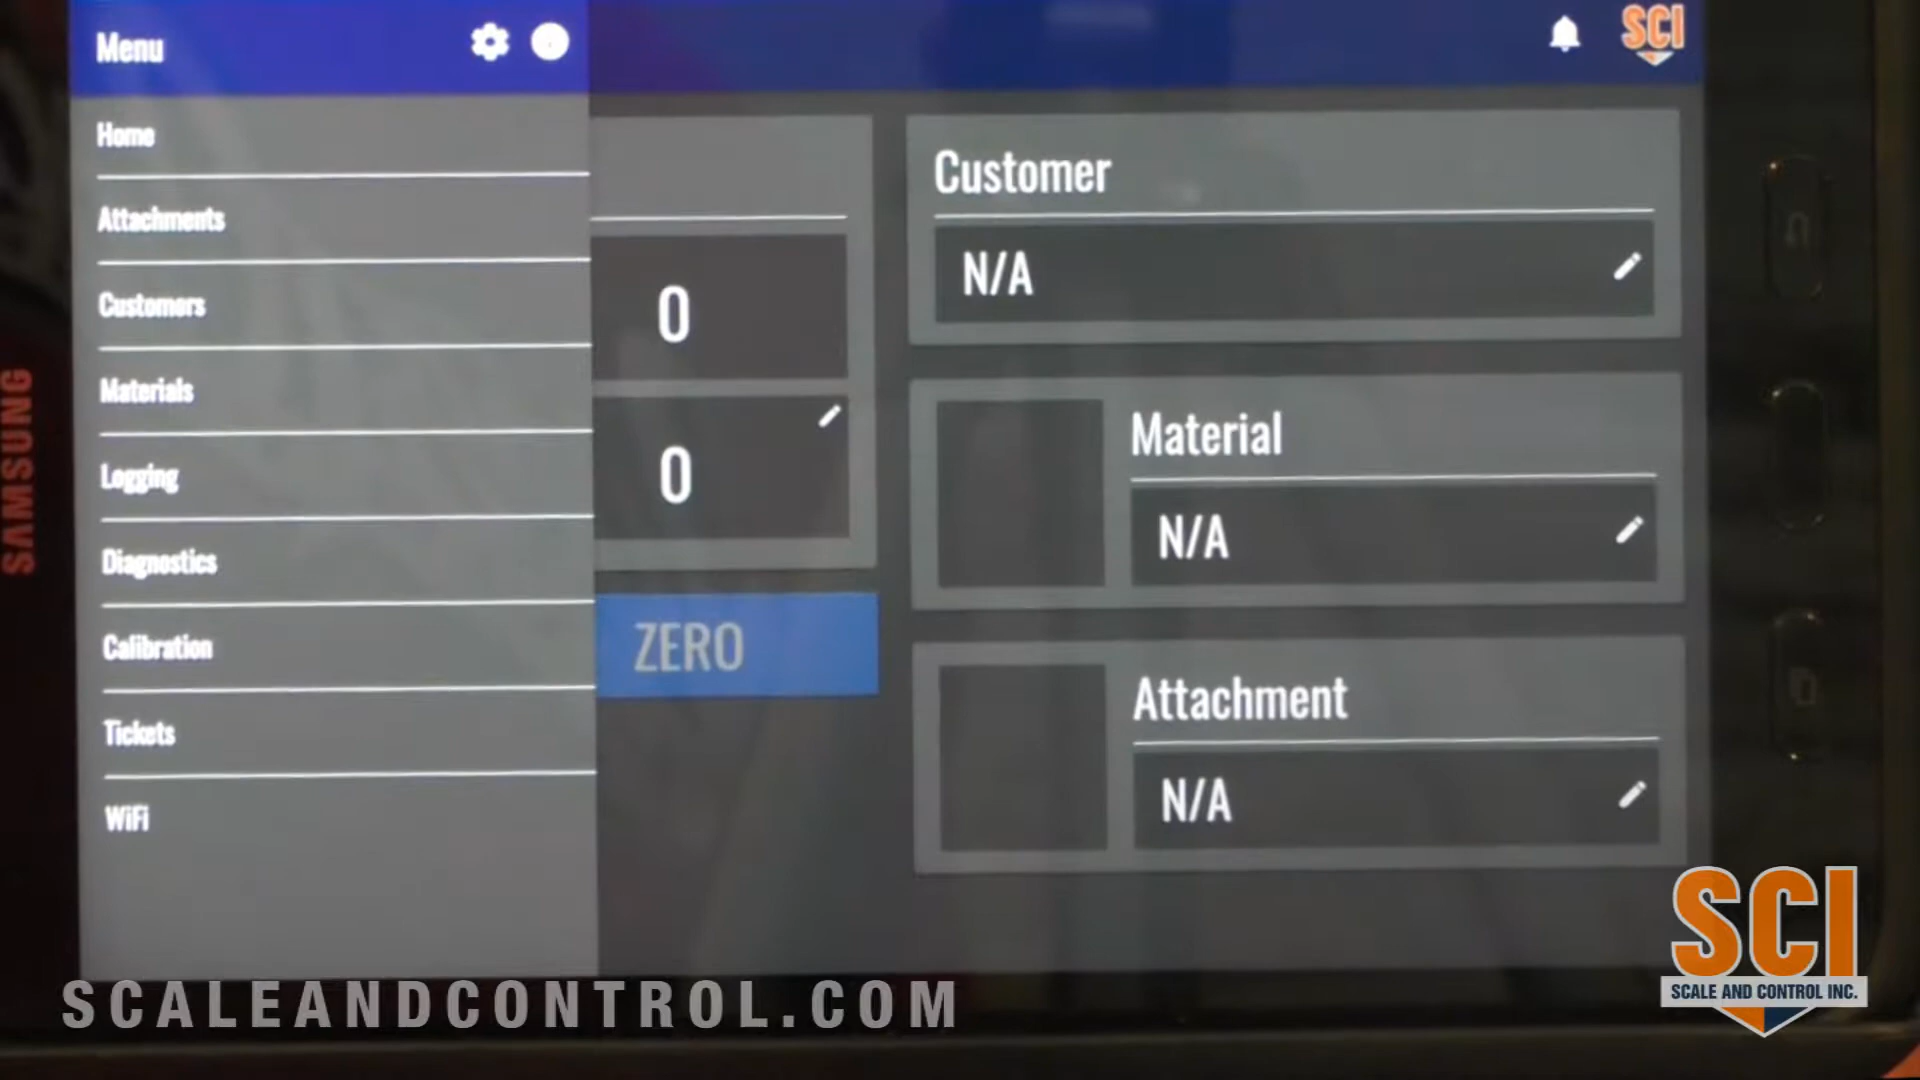 Menu
SCI
Home
Attachments
Customers
Materials
Logging
Diagnostics
Calibration
Tickets
WiFi
0
0
ZERO
Customer
N/A
Material
N/A
Attachment
N/A
SAMSUNG
SCALEANDCONTROL.COM
SCI
SCALE AND CONTROL INC.